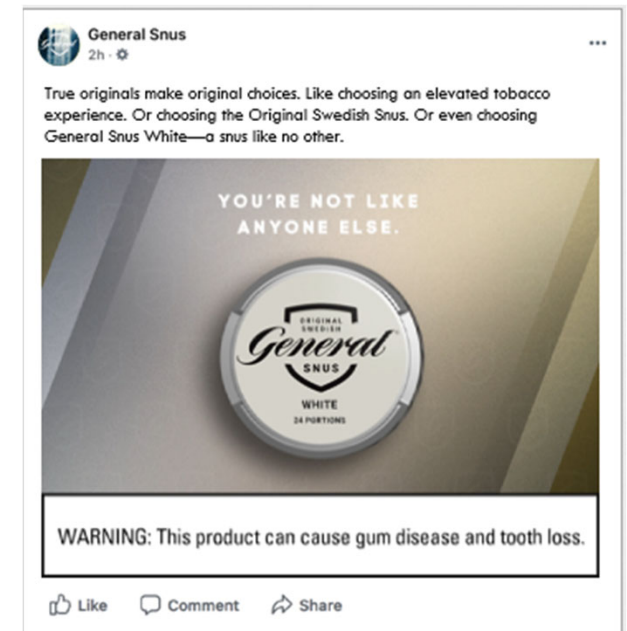 General Snus
2h ·
True originals make original choices. Like choosing an elevated tobacco
experience. Or choosing the Original Swedish Snus. Or even choosing
General Snus White—a snus like no other.
YOU'RE NOT LIKE
ANYONE ELSE.
ORIGINAL
SWEDISH
General
SNUS
WHITE
24 PORTIONS
WARNING: This product can cause gum disease and tooth loss.
Like Comment Share